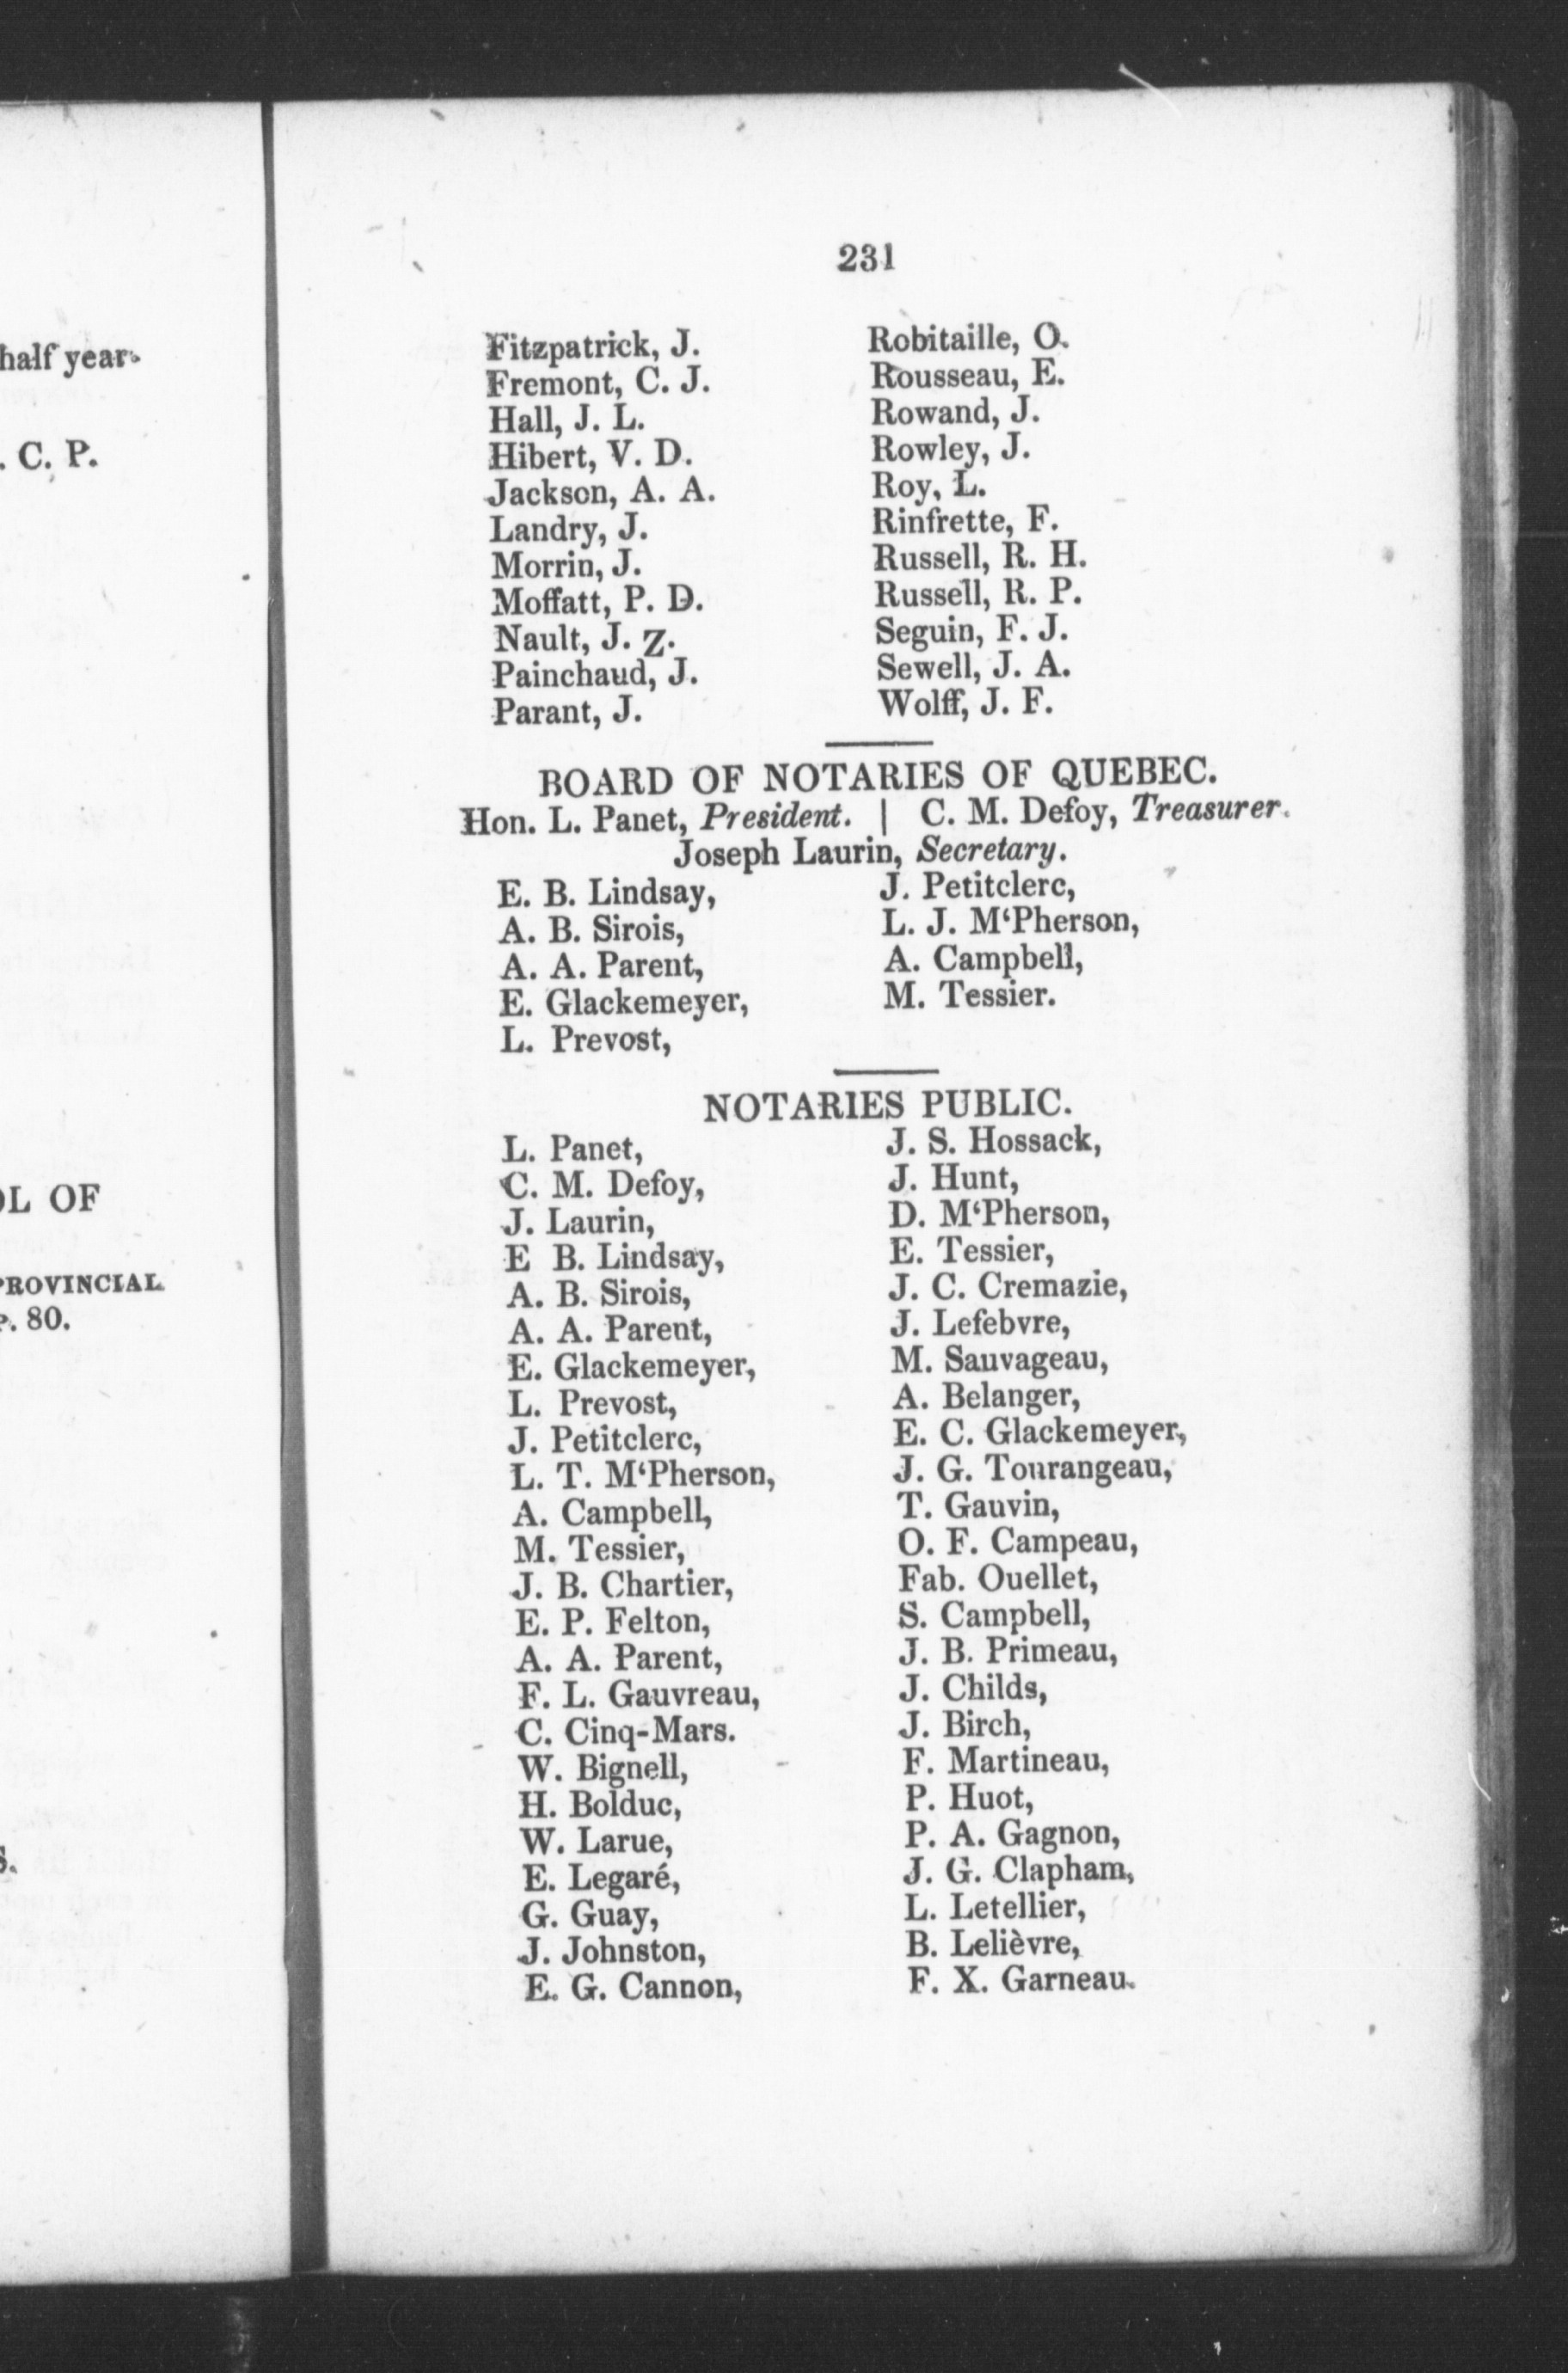 half year.
. C. P.
OL OF
PROVINCIAL
P. 80.
S.
231
Fitzpatrick, J.
Fremont, C. J.
Hall, J. L.
Hibert, V. D.
Jackson, A. A.
Landry, J.
Morrin, J.
Moffatt, P. D.
Nault, J. Z.
Painchaud, J.
Parant, J.
Robitaille, O.
Rousseau, E.
Rowand, J.
Rowley, J.
Roy, L.
Rinfrette, F.
Russell, R. H.
Russell, R. P.
Seguin, F. J.
Sewell, J. A.
Wolff, J. F.
BOARD OF NOTARIES OF QUEBEC.
Hon. L. Panet, President. | C. M. Defoy, Treasurer.
Joseph Laurin, Secretary.
E. B. Lindsay,
A. B. Sirois,
A. A. Parent,
E. Glackemeyer,
L. Prevost,
J. Petitclerc,
L. J. M‘Pherson,
A. Campbell,
M. Tessier.
NOTARIES PUBLIC.
L. Panet,
C. M. Defoy,
J. Laurin,
E B. Lindsay,
A. B. Sirois,
A. A. Parent,
E. Glackemeyer,
L. Prevost,
J. Petitclerc,
L. T. M‘Pherson,
A. Campbell,
M. Tessier,
J. B. Chartier,
E. P. Felton,
A. A. Parent,
F. L. Gauvreau,
C. Cinq-Mars.
W. Bignell,
H. Bolduc,
W. Larue,
E. Legaré,
G. Guay,
J. Johnston,
E. G. Cannon,
J. S. Hossack,
J. Hunt,
D. M‘Pherson,
E. Tessier,
J. C. Cremazie,
J. Lefebvre,
M. Sauvageau,
A. Belanger,
E. C. Glackemeyer,
J. G. Tourangeau,
T. Gauvin,
O. F. Campeau,
Fab. Ouellet,
S. Campbell,
J. B. Primeau,
J. Childs,
J. Birch,
F. Martineau,
P. Huot,
P. A. Gagnon,
J. G. Clapham,
L. Letellier,
B. Lelièvre,
F. X. Garneau.